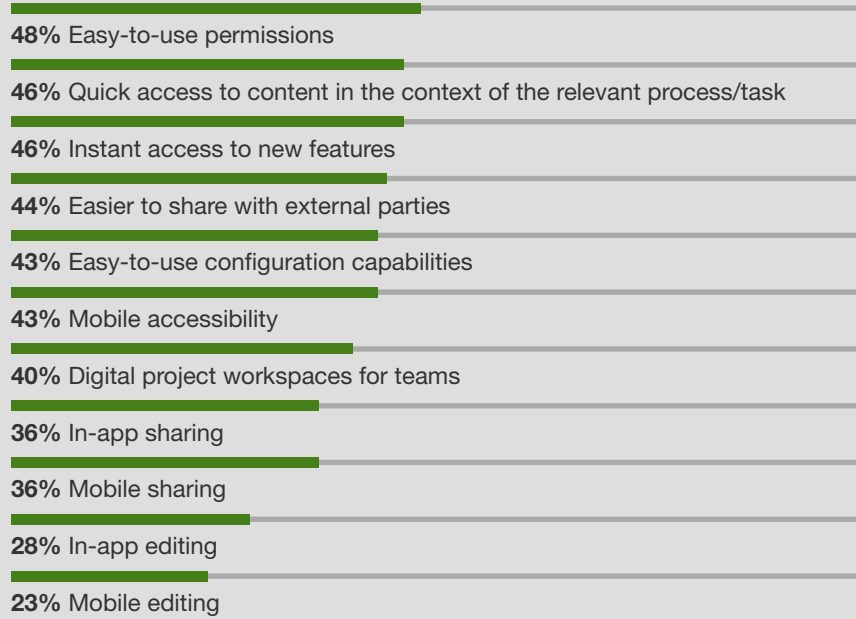 48% Easy-to-use permissions
46% Quick access to content in the context of the relevant process/task
46% Instant access to new features
44% Easier to share with external parties
43% Easy-to-use configuration capabilities
43% Mobile accessibility
40% Digital project workspaces for teams
36% In-app sharing
36% Mobile sharing
28% In-app editing
23% Mobile editing